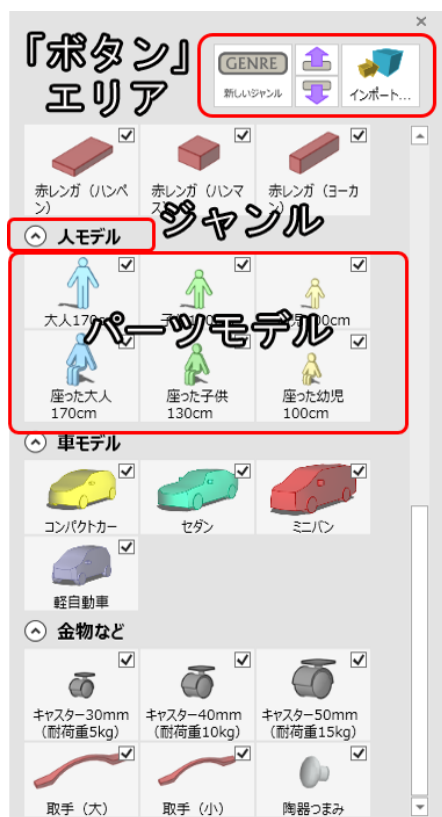 「ボタン」
エリア
GENRE
新しいジャンル
インポート...
赤レンガ（ハンペ
ン）
赤レンガ（ハンマ
赤レンガ（ヨーカ
ン）
ジャンル
人モデル
大人170
00cm
パーツモデル
座った大人
170cm
座った子供
130cm
座った幼児
100cm
車モデル
コンパクトカー
セダン
ミニバン
軽自動車
金物など
キャスター30mm
（耐荷重5kg）
キャスター40mm
（耐荷重10kg）
キャスター50mm
（耐荷重15kg）
取手（大）
取手（小）
陶器つまみ